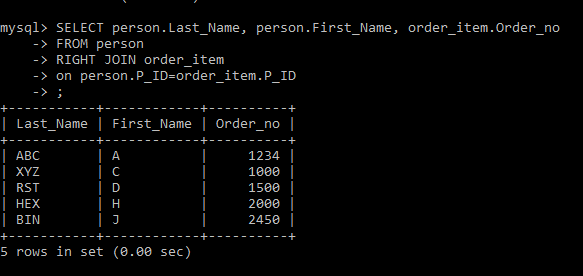 mysql> SELECT person.Last_Name, person.First_Name, order_item.Order_no
    -> FROM person
    -> RIGHT JOIN order_item
    -> on person.P_ID=order_item.P_ID
    -> ;
+-----------+------------+----------+
| Last_Name | First_Name | Order_no |
+-----------+------------+----------+
| ABC       | A          |     1234 |
| XYZ       | C          |     1000 |
| RST       | D          |     1500 |
| HEX       | H          |     2000 |
| BIN       | J          |     2450 |
+-----------+------------+----------+
5 rows in set (0.00 sec)